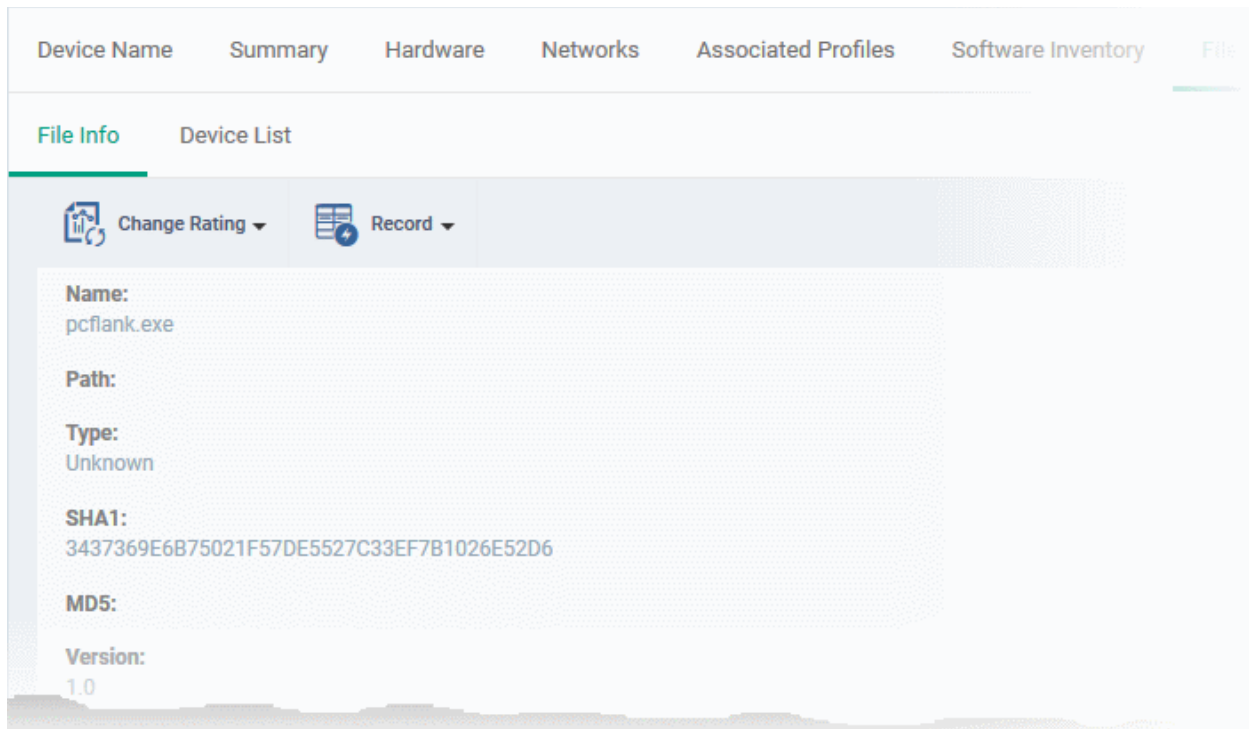 Device Name Summary Hardware Networks Associated Profiles Software Inventory File
File Info Device List
Change Rating Record
Name:
pcflank.exe
Path:
Type:
Unknown
SHA1:
3437369E6B75021F57DE5527C33EF7B1026E52D6
MD5:
Version:
1.0